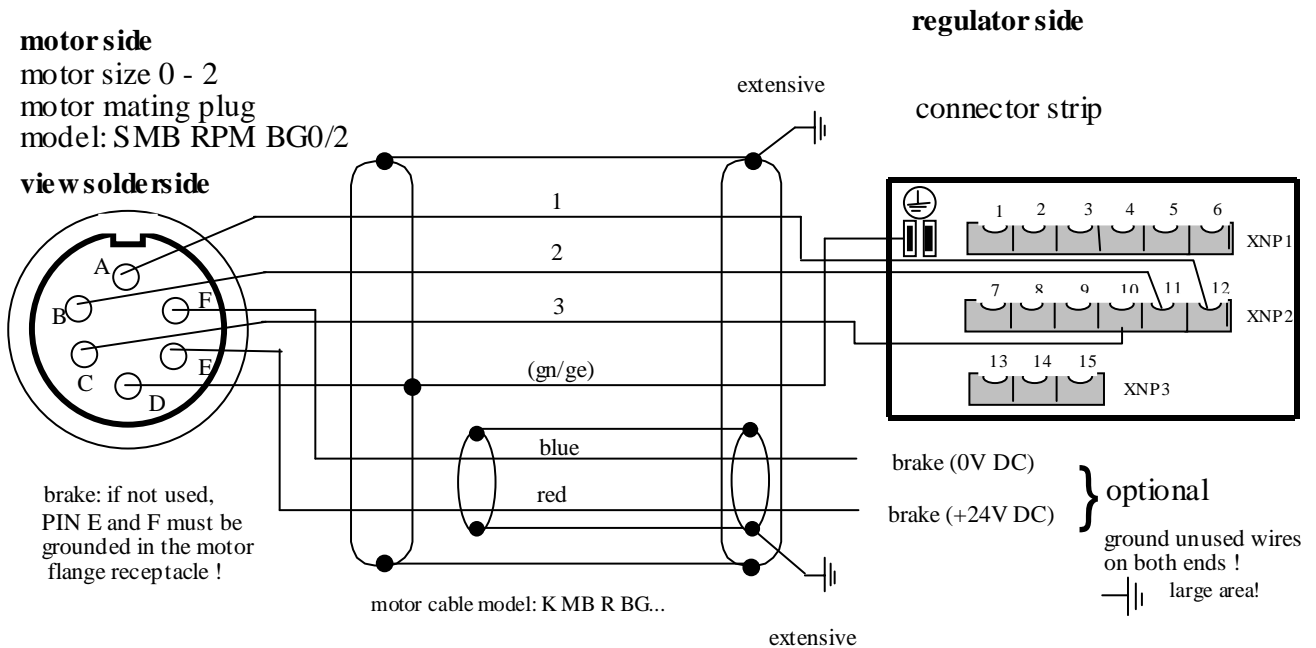 motor side
motor size 0 - 2
motor mating plug
model: SMB RPM BG0/2
view solderside
regulator side
connector strip
extensive
1
2
3
(gn/ge)
blue
red
A
B
C
D
E
F
1 2 3 4 5 6
XNP1
7 8 9 10 11 12
XNP2
13 14 15
XNP3
brake (0V DC)
brake (+24V DC)
} optional
ground unused wires
on both ends !
large area!
brake: if not used,
PIN E and F must be
grounded in the motor
flange receptacle !
motor cable model: K MB R BG...
extensive